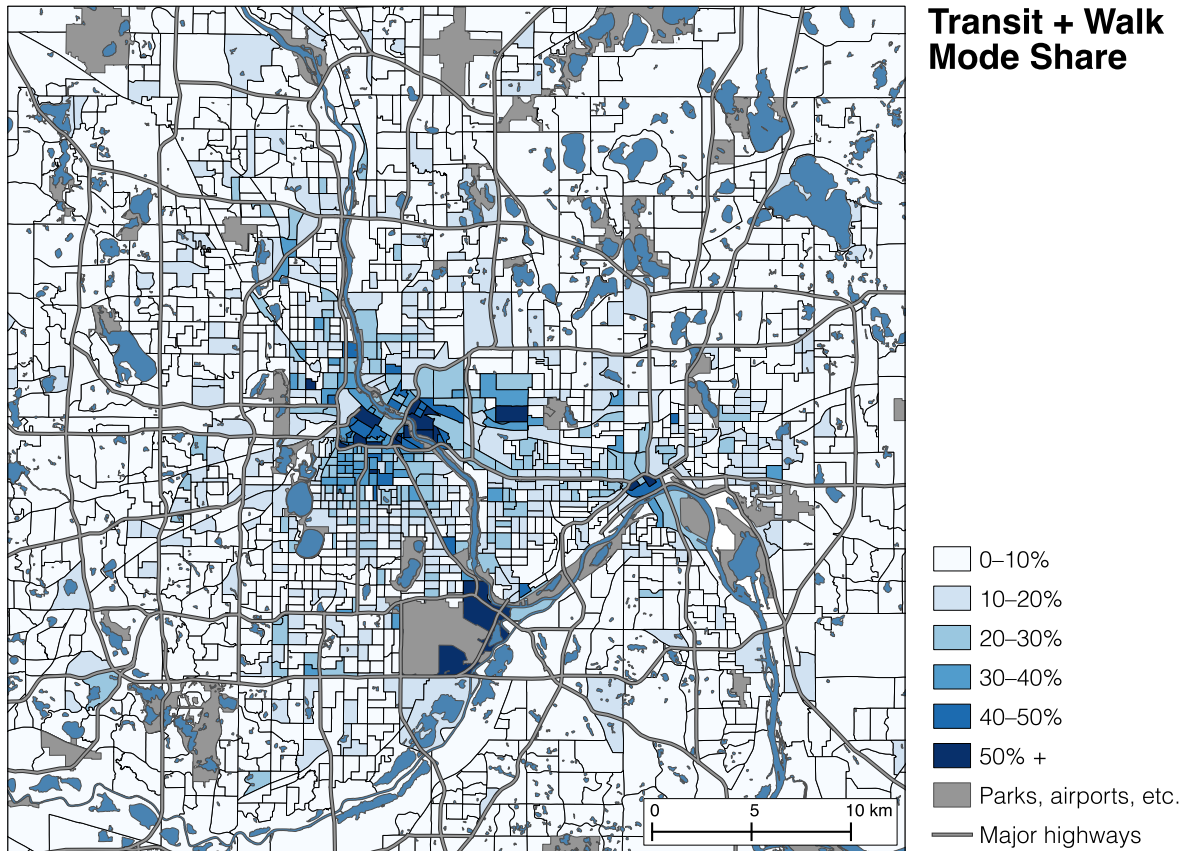 Transit + Walk
Mode Share
0–10%
10–20%
20–30%
30–40%
40–50%
50% +
Parks, airports, etc.
Major highways
0 5 10 km